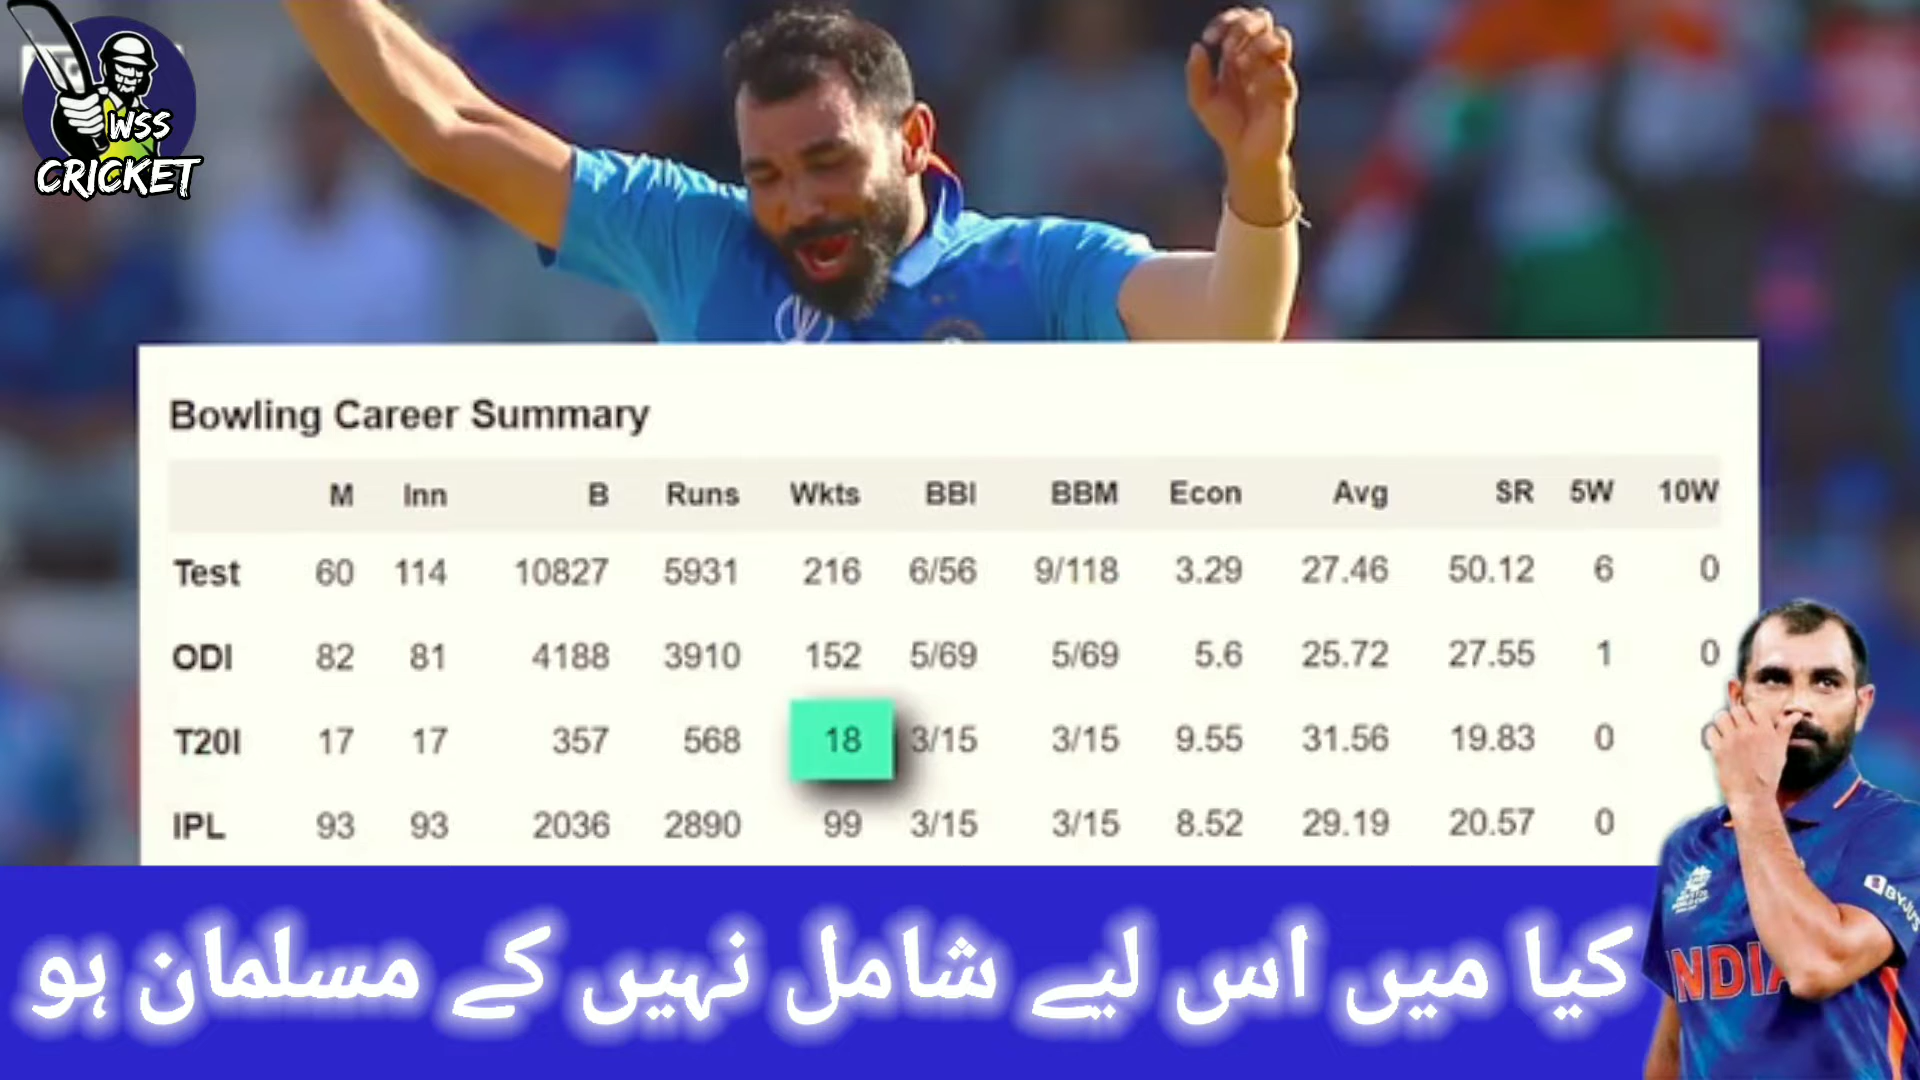 WSS
CRICKET
Bowling Career Summary
M Inn B Runs Wkts BBI BBM Econ Avg SR 5W 10W
Test 60 114 10827 5931 216 6/56 9/118 3.29 27.46 50.12 6 0
ODI 82 81 4188 3910 152 5/69 5/69 5.6 25.72 27.55 1 0
T20I 17 17 357 568 18 3/15 3/15 9.55 31.56 19.83 0
IPL 93 93 2036 2890 99 3/15 3/15 8.52 29.19 20.57 0
BYJU'S
INDIA
کیا میں اس لیے شامل نہیں کے مسلمان ہو